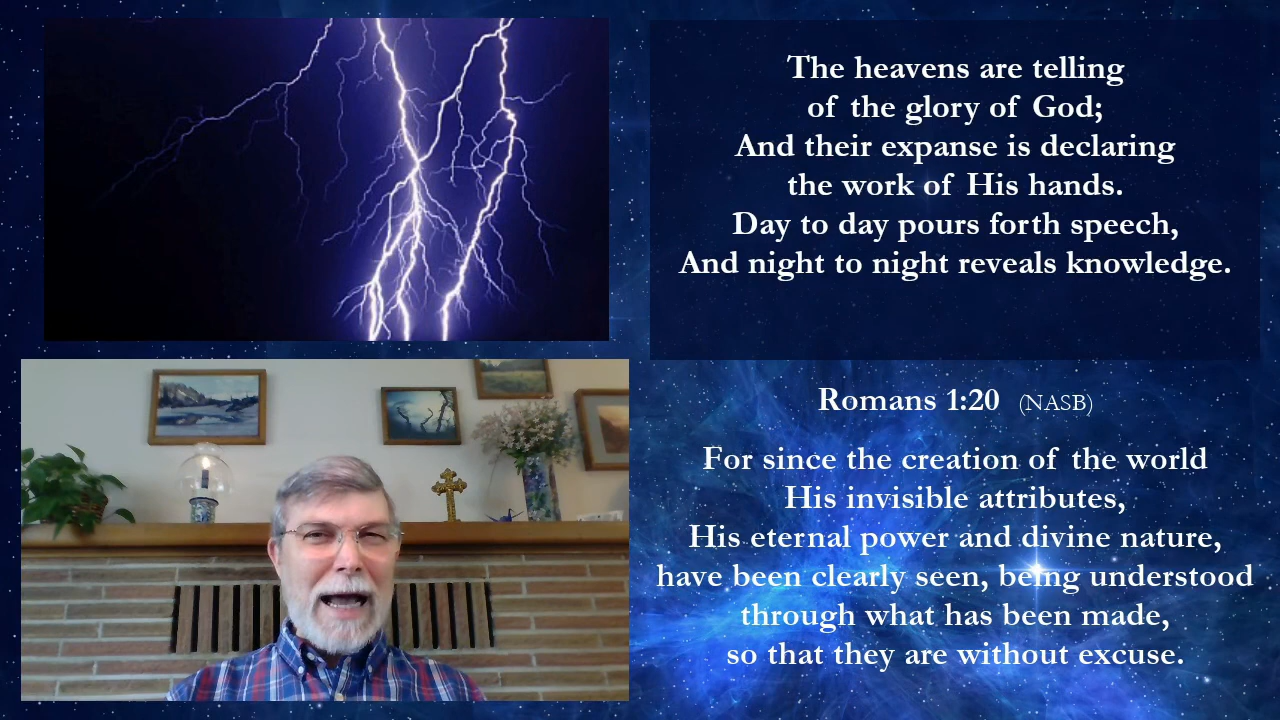 The heavens are telling
of the glory of God;
And their expanse is declaring
the work of His hands.
Day to day pours forth speech,
And night to night reveals knowledge.
Romans 1:20 (NASB)
For since the creation of the world
His invisible attributes,
His eternal power and divine nature,
have been clearly seen, being understood
through what has been made,
so that they are without excuse.